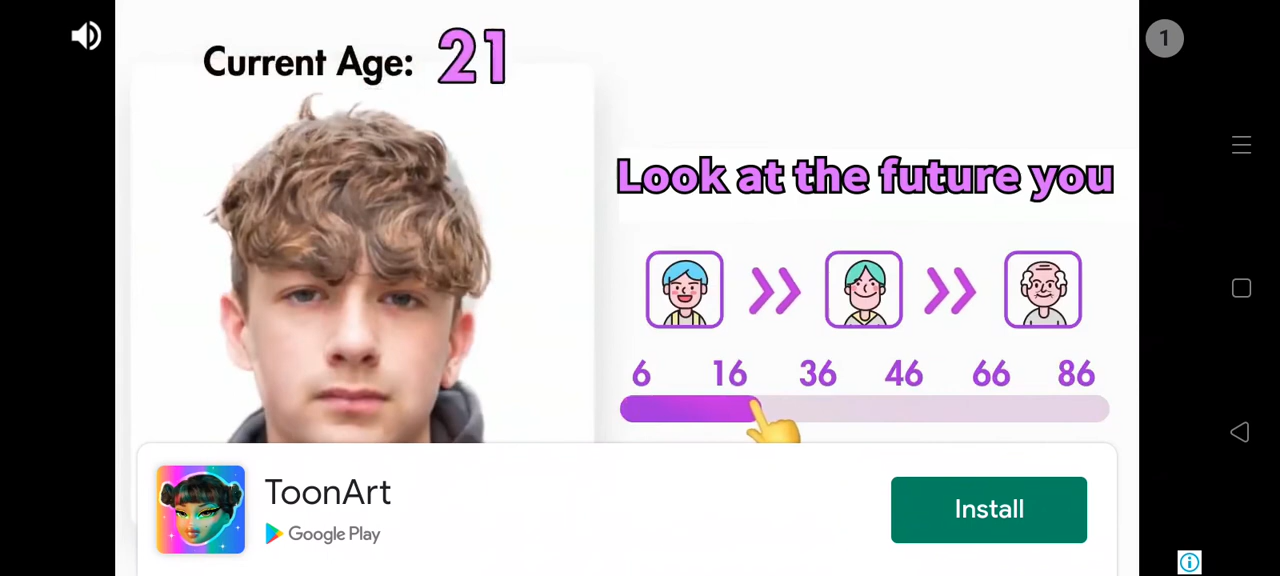 Current Age: 21
1
Look at the future you
6 16 36 46 66 86
ToonArt
Google Play
Install